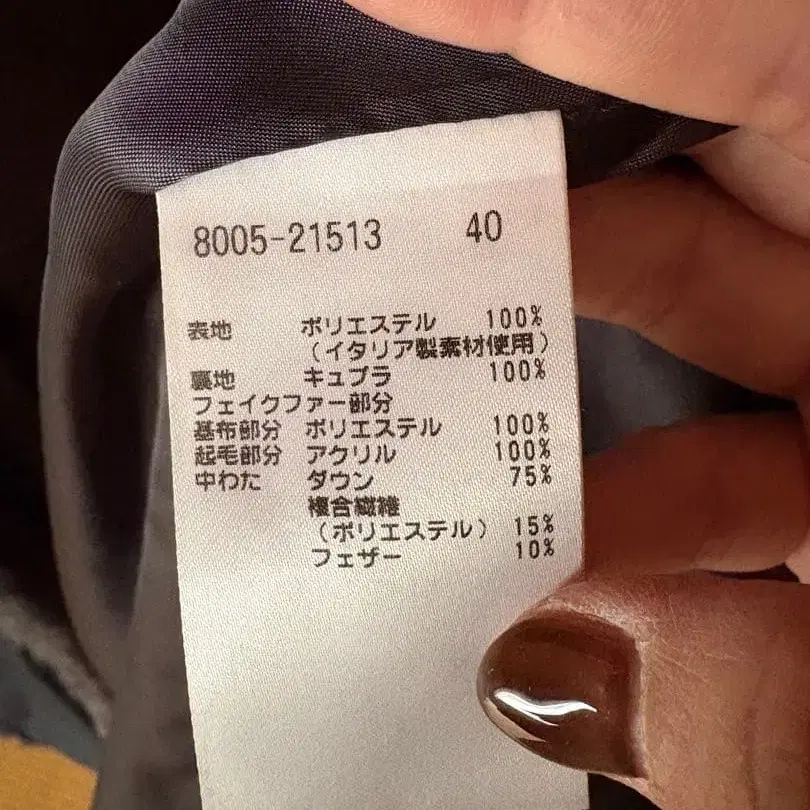 8005-21513 40
表地 ポリエステル 100%
(イタリア製素材使用)
裏地 キュプラ 100%
フェイクファー部分
基布部分 ポリエステル 100%
起毛部分 アクリル 100%
中わた ダウン 75%
複合繊維
(ポリエステル) 15%
フェザー 10%